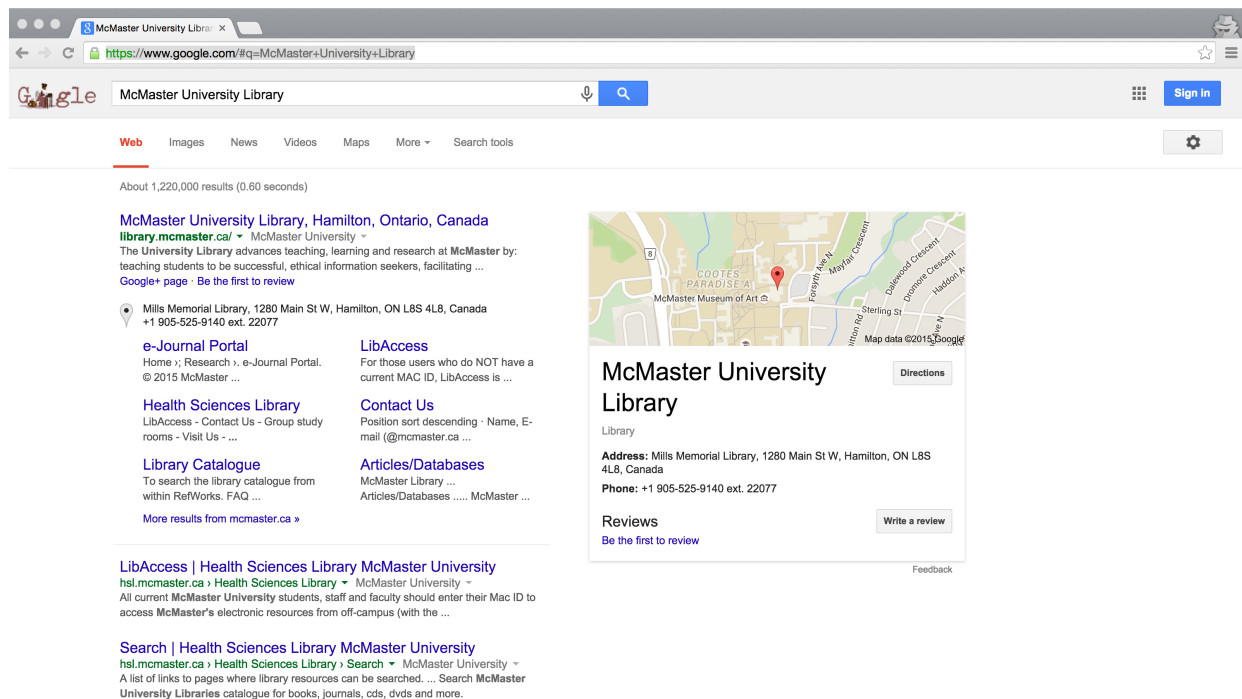 McMaster University Librar
https://www.google.com/#q=McMaster+University+Library
Google
McMaster University Library
Sign in
Web Images News Videos Maps More Search tools
About 1,220,000 results (0.60 seconds)
McMaster University Library, Hamilton, Ontario, Canada
library.mcmaster.ca/ McMaster University
The University Library advances teaching, learning and research at McMaster by:
teaching students to be successful, ethical information seekers, facilitating ...
Google+ page · Be the first to review
Mills Memorial Library, 1280 Main St W, Hamilton, ON L8S 4L8, Canada
+1 905-525-9140 ext. 22077
e-Journal Portal
Home ›; Research ›. e-Journal Portal.
© 2015 McMaster ...
LibAccess
For those users who do NOT have a
current MAC ID, LibAccess is ...
Health Sciences Library
LibAccess - Contact Us - Group study
rooms - Visit Us - ...
Contact Us
Position sort descending · Name, E-
mail (@mcmaster.ca ...
Library Catalogue
To search the library catalogue from
within RefWorks. FAQ ...
Articles/Databases
McMaster Library ...
Articles/Databases ..... McMaster ...
More results from mcmaster.ca »
LibAccess | Health Sciences Library McMaster University
hsl.mcmaster.ca › Health Sciences Library McMaster University
All current McMaster University students, staff and faculty should enter their Mac ID to
access McMaster's electronic resources from off-campus (with the ...
Search | Health Sciences Library McMaster University
hsl.mcmaster.ca › Health Sciences Library › Search McMaster University
A list of links to pages where library resources can be searched. ... Search McMaster
University Libraries catalogue for books, journals, cds, dvds and more.
8
COOTES
PARADISE A
McMaster Museum of Art
Forsyth Ave N
Mayfair Crescent
Dalewood Crescent
Dromore Crescent
Haddon A
Sterling St
itton Rd
Ave N
Map data ©2015 Google
McMaster University
Library
Directions
Library
Address: Mills Memorial Library, 1280 Main St W, Hamilton, ON L8S
4L8, Canada
Phone: +1 905-525-9140 ext. 22077
Reviews
Write a review
Be the first to review
Feedback